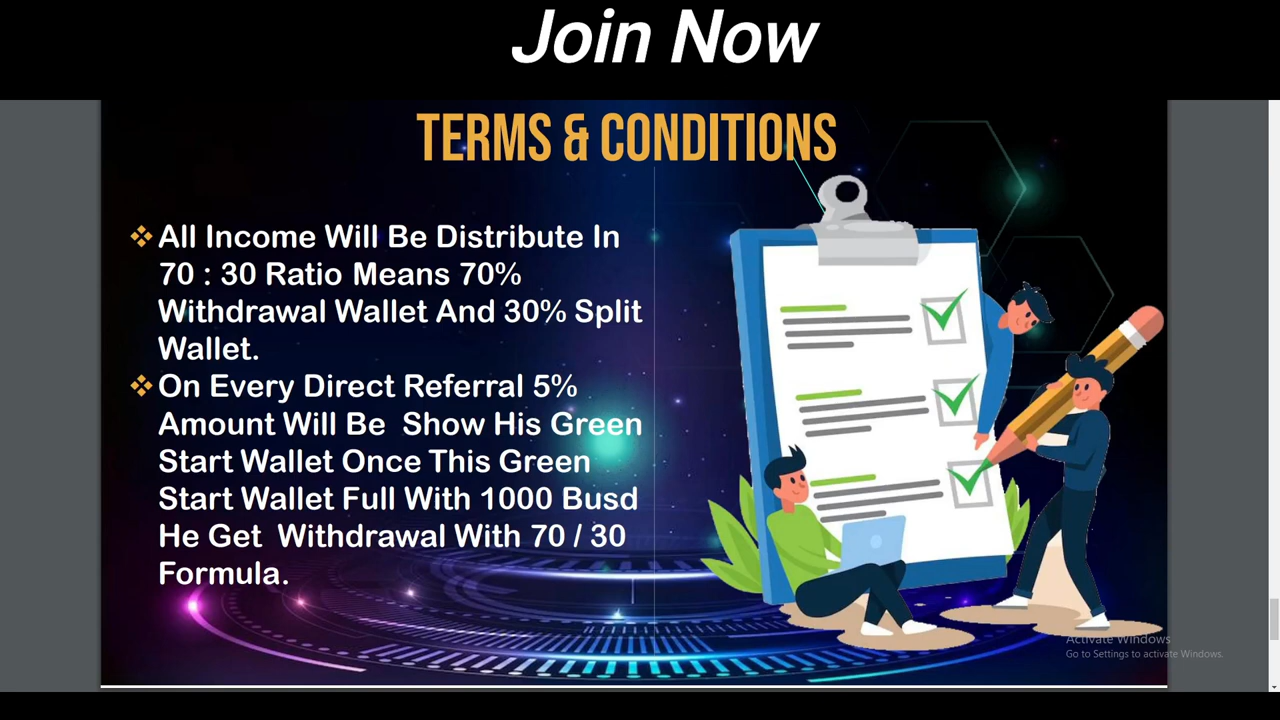 Join Now
TERMS & CONDITIONS
All Income Will Be Distribute In
70 : 30 Ratio Means 70%
Withdrawal Wallet And 30% Split
Wallet.
On Every Direct Referral 5%
Amount Will Be  Show His Green
Start Wallet Once This Green
Start Wallet Full With 1000 Busd
He Get  Withdrawal With 70 / 30
Formula.
Activate Windows
Go to Settings to activate Windows.